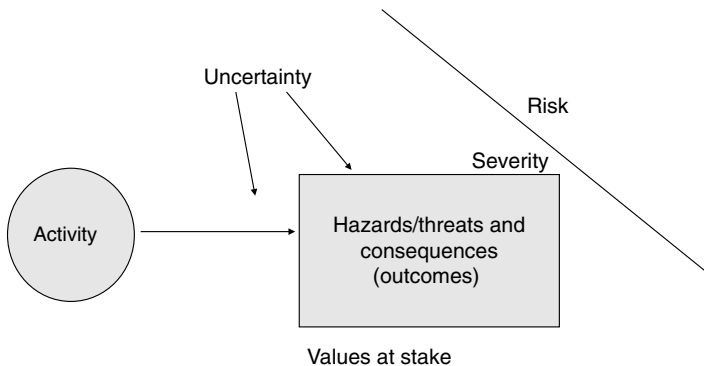 Uncertainty
Risk
Severity
Activity
Hazards/threats and
consequences
(outcomes)
Values at stake